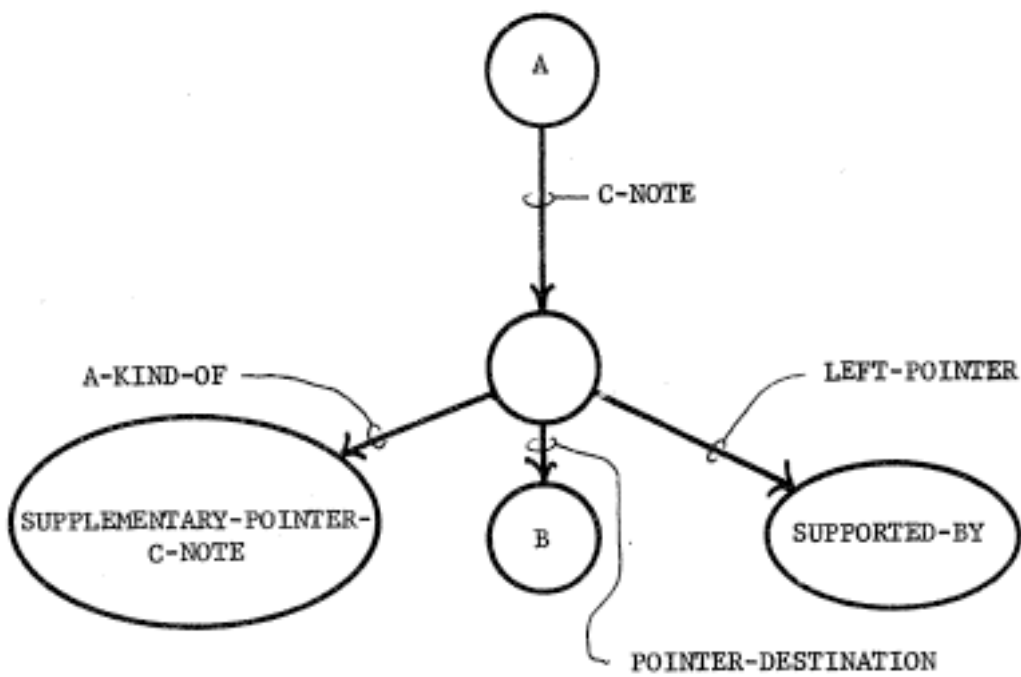 A
C-NOTE
A-KIND-OF
LEFT-POINTER
SUPPLEMENTARY-POINTER-
C-NOTE
B
SUPPORTED-BY
POINTER-DESTINATION